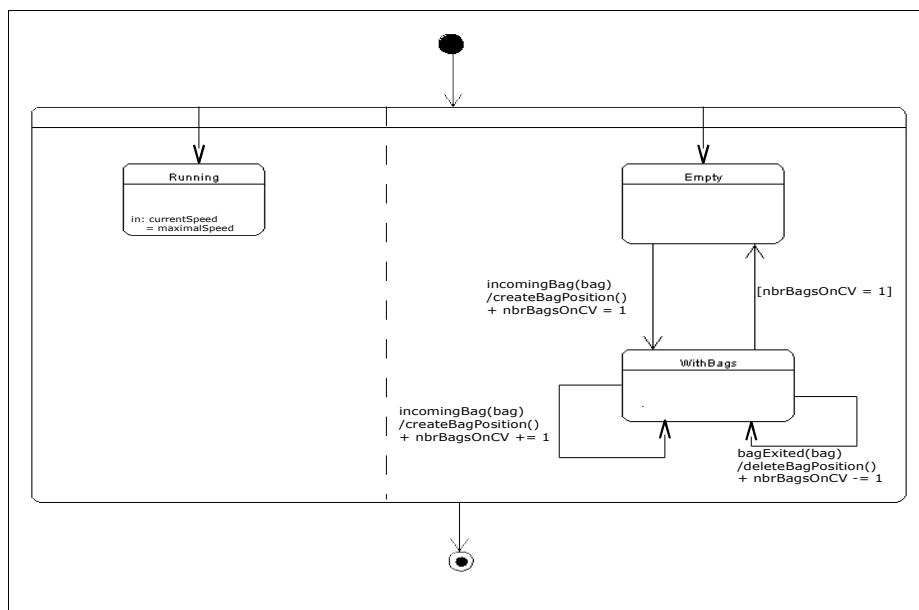 Running
in: currentSpeed
= maximalSpeed
Empty
incomingBag(bag)
/createBagPosition()
+ nbrBagsOnCV = 1
[nbrBagsOnCV = 1]
WithBags
incomingBag(bag)
/createBagPosition()
+ nbrBagsOnCV += 1
bagExited(bag)
/deleteBagPosition()
+ nbrBagsOnCV -= 1